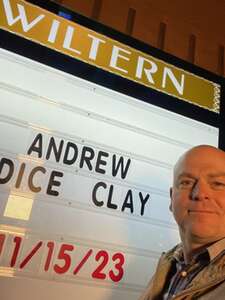 WILTERN
ANDREW
DICE CLAY
11/15/23